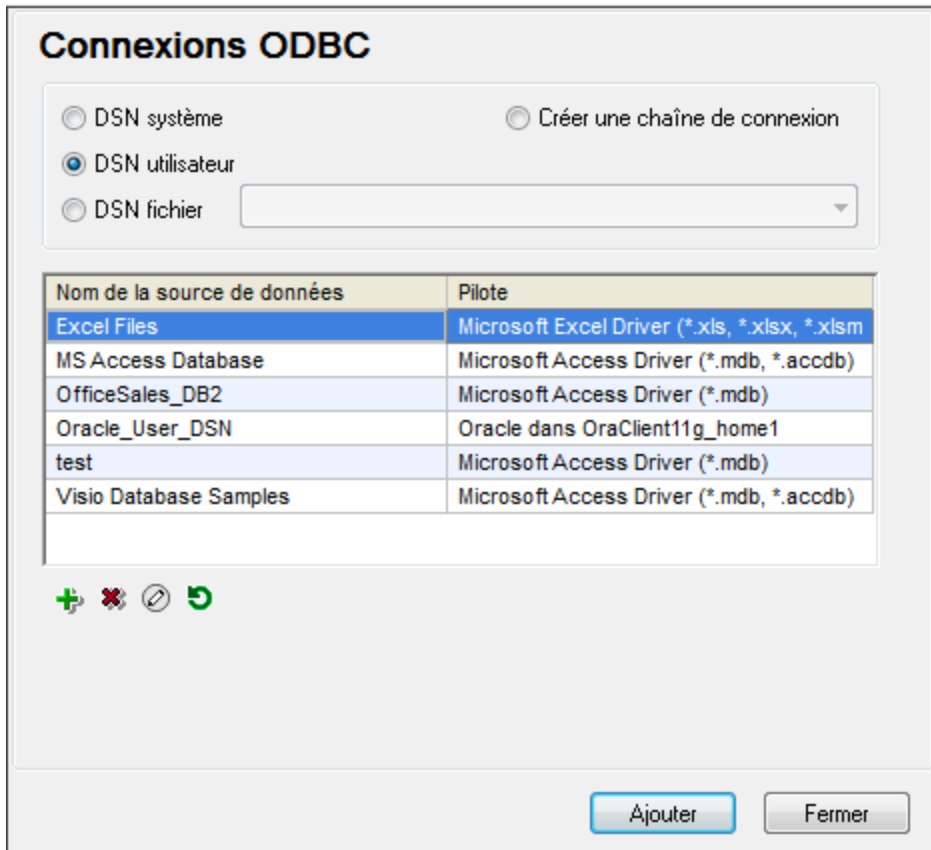 Connexions ODBC
DSN système
Créer une chaîne de connexion
DSN utilisateur
DSN fichier
Nom de la source de données Pilote
Excel Files Microsoft Excel Driver (*.xls, *.xlsx, *.xlsm
MS Access Database Microsoft Access Driver (*.mdb, *.accdb)
OfficeSales_DB2 Microsoft Access Driver (*.mdb)
Oracle_User_DSN Oracle dans OraClient11g_home1
test Microsoft Access Driver (*.mdb)
Visio Database Samples Microsoft Access Driver (*.mdb, *.accdb)
Ajouter Fermer